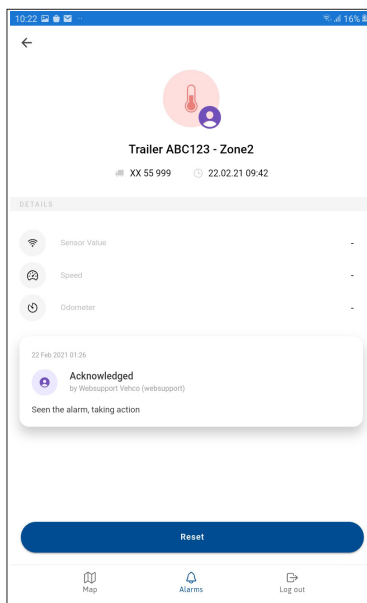 10:22
16%
Trailer ABC123 - Zone2
XX 55 999 22.02.21 09:42
DETAILS
Sensor Value -
Speed -
Odometer -
22 Feb 2021 01:26
Acknowledged
by Websupport Vehco (websupport)
Seen the alarm, taking action
Reset
Map Alarms Log out